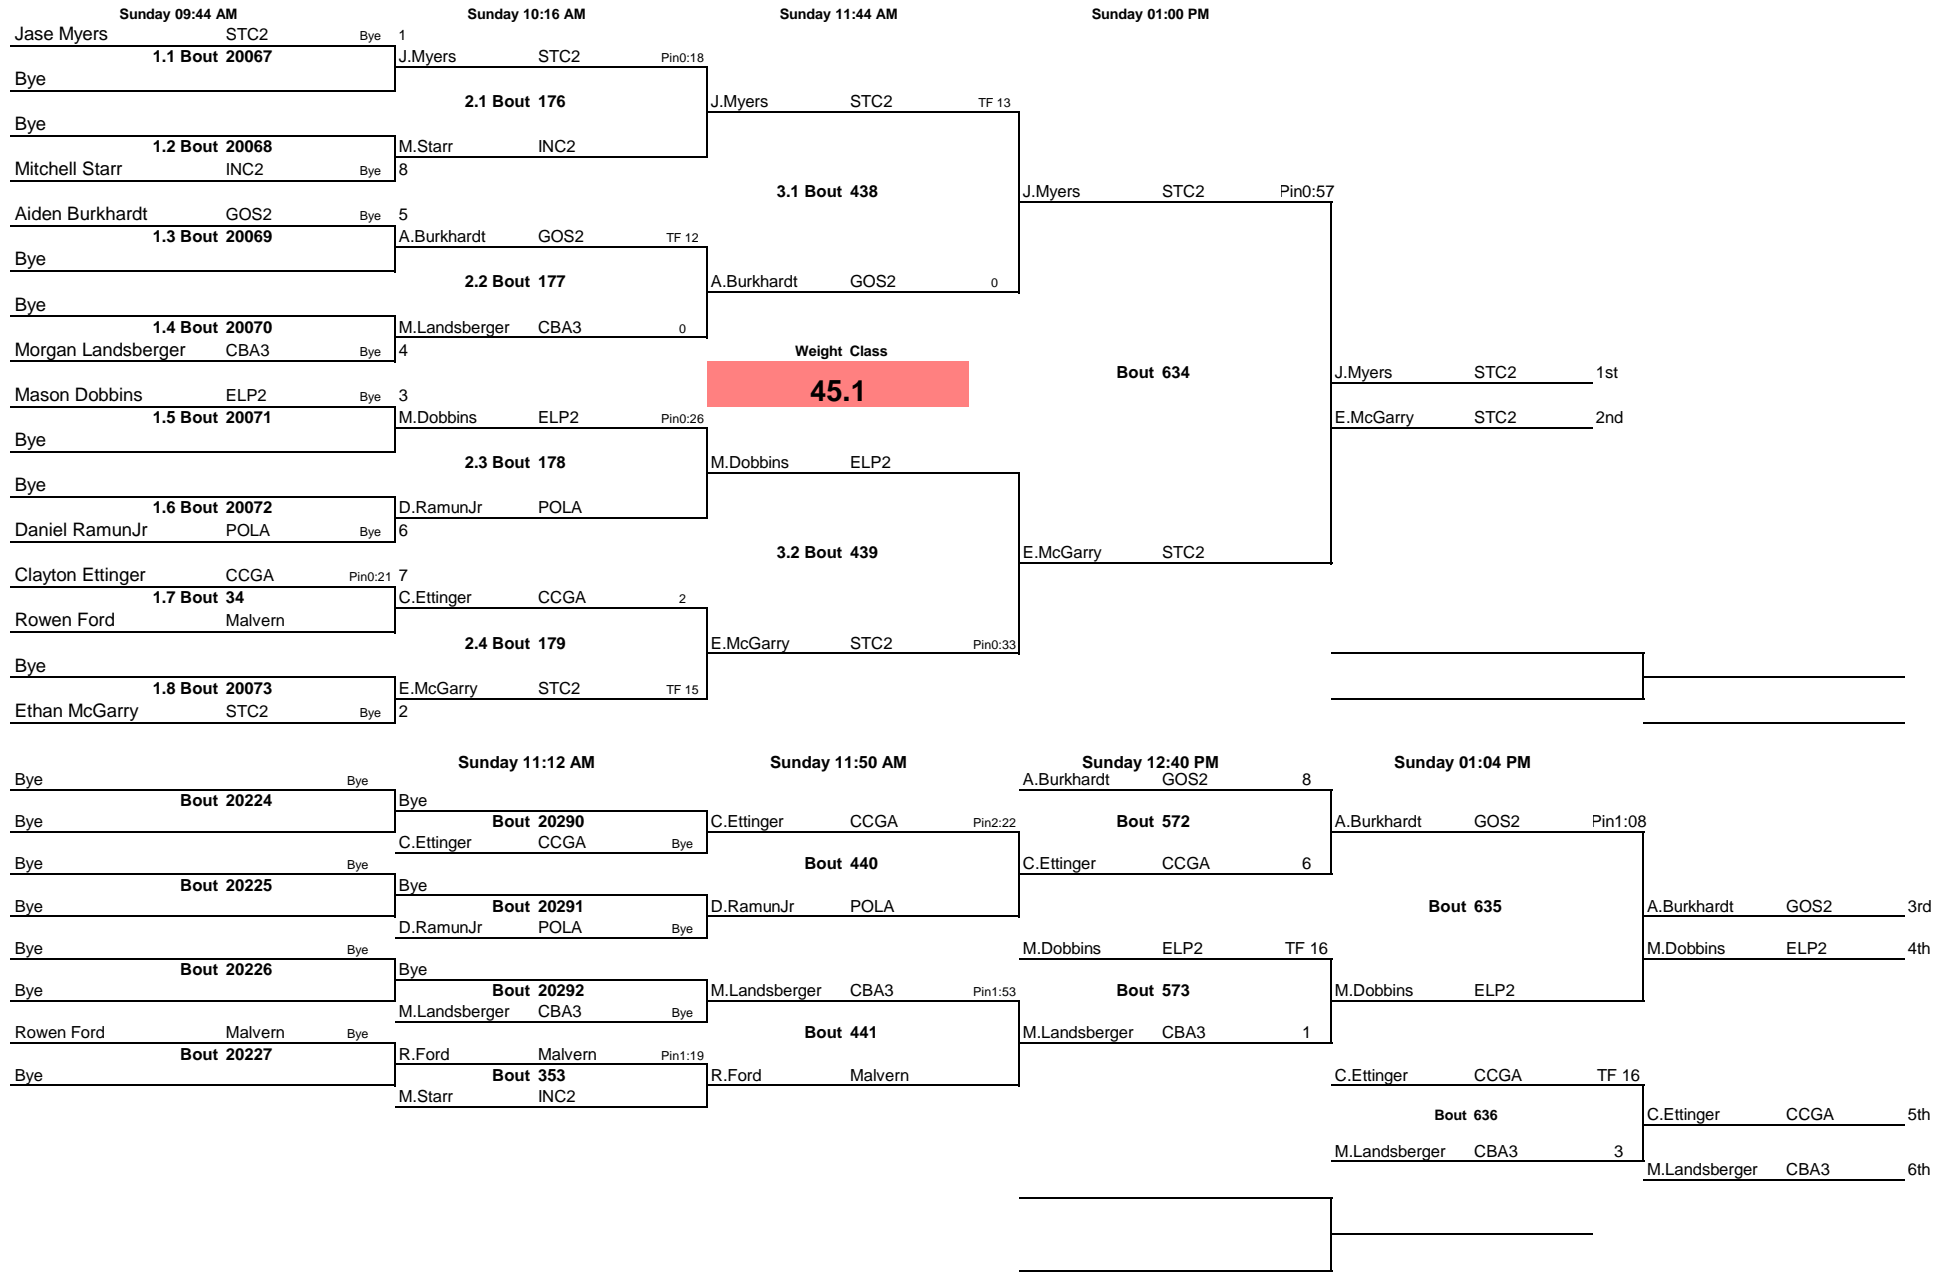 Sunday 09:44 AM Sunday 10:16 AM Sunday 11:44 AM Sunday 01:00 PM
Jase Myers STC2 Bye 1
1.1 Bout 20067 J.Myers STC2 Pin0:18
Bye
2.1 Bout 176 J.Myers STC2 TF 13
Bye
1.2 Bout 20068 M.Starr INC2
Mitchell Starr INC2 Bye 8
3.1 Bout 438 J.Myers STC2 Pin0:57
Aiden Burkhardt GOS2 Bye 5
1.3 Bout 20069 A.Burkhardt GOS2 TF 12
Bye
2.2 Bout 177 A.Burkhardt GOS2 0
Bye
1.4 Bout 20070 M.Landsberger CBA3 0
Morgan Landsberger CBA3 Bye 4 Weight Class
Bout 634 J.Myers STC2 1st
Mason Dobbins ELP2 Bye 3 45.1
1.5 Bout 20071 M.Dobbins ELP2 Pin0:26 E.McGarry STC2 2nd
Bye
2.3 Bout 178 M.Dobbins ELP2
Bye
1.6 Bout 20072 D.RamunJr POLA
Daniel RamunJr POLA Bye 6
3.2 Bout 439 E.McGarry STC2
Clayton Ettinger CCGA Pin0:21 7
1.7 Bout 34 C.Ettinger CCGA 2
Rowen Ford Malvern
2.4 Bout 179 E.McGarry STC2 Pin0:33
Bye
1.8 Bout 20073 E.McGarry STC2 TF 15
Ethan McGarry STC2 Bye 2
Sunday 11:12 AM Sunday 11:50 AM Sunday 12:40 PM Sunday 01:04 PM
Bye Bye A.Burkhardt GOS2 8
Bout 20224 Bye
Bye Bout 20290 C.Ettinger CCGA Pin2:22 Bout 572 A.Burkhardt GOS2 Pin1:08
C.Ettinger CCGA Bye
Bye Bye Bout 440 C.Ettinger CCGA 6
Bout 20225 Bye
Bye Bout 20291 D.RamunJr POLA Bout 635 A.Burkhardt GOS2 3rd
D.RamunJr POLA Bye
Bye Bye M.Dobbins ELP2 TF 16 M.Dobbins ELP2 4th
Bout 20226 Bye
Bye Bout 20292 M.Landsberger CBA3 Pin1:53 Bout 573 M.Dobbins ELP2
M.Landsberger CBA3 Bye
Rowen Ford Malvern Bye Bout 441 M.Landsberger CBA3 1
Bout 20227 R.Ford Malvern Pin1:19
Bye Bout 353 R.Ford Malvern C.Ettinger CCGA TF 16
M.Starr INC2
Bout 636 C.Ettinger CCGA 5th
M.Landsberger CBA3 3
M.Landsberger CBA3 6th